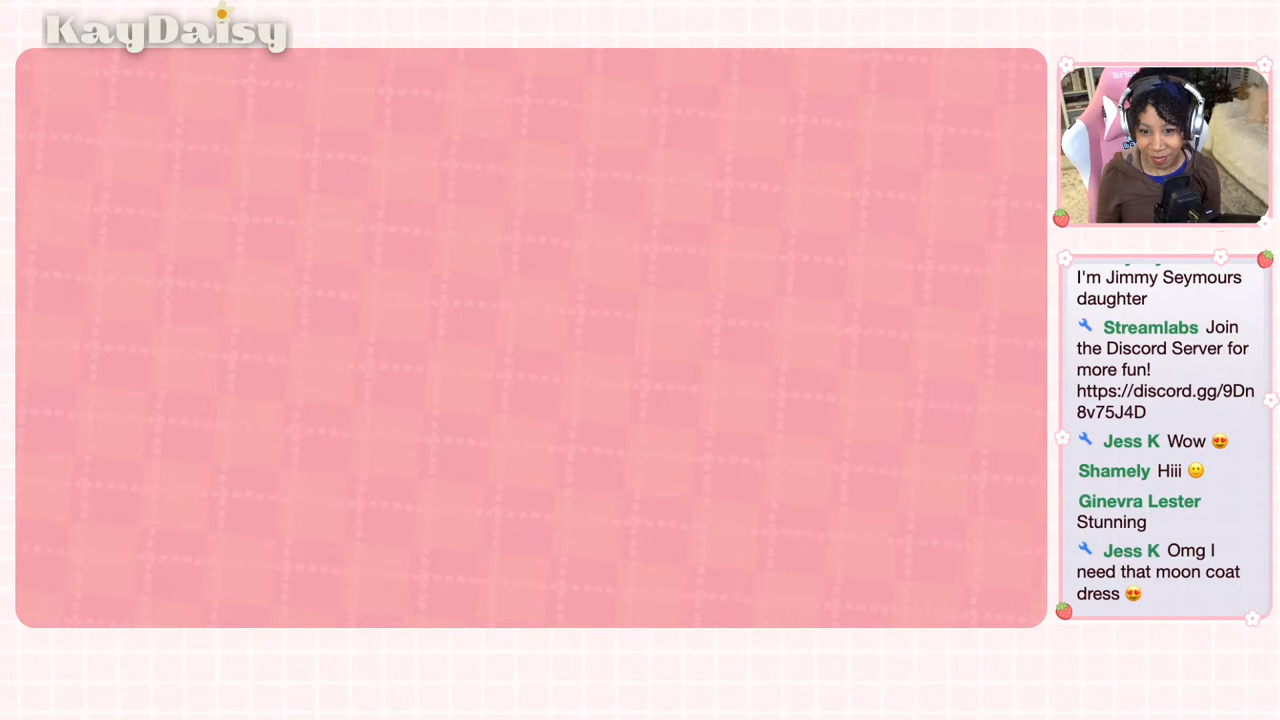 KayDaisy
I'm Jimmy Seymours
daughter
Streamlabs Join
the Discord Server for
more fun!
https://discord.gg/9Dn
8v75J4D
Jess K Wow 😍
Shamely Hiii 🙂
Ginevra Lester
Stunning
Jess K Omg I
need that moon coat
dress 😍